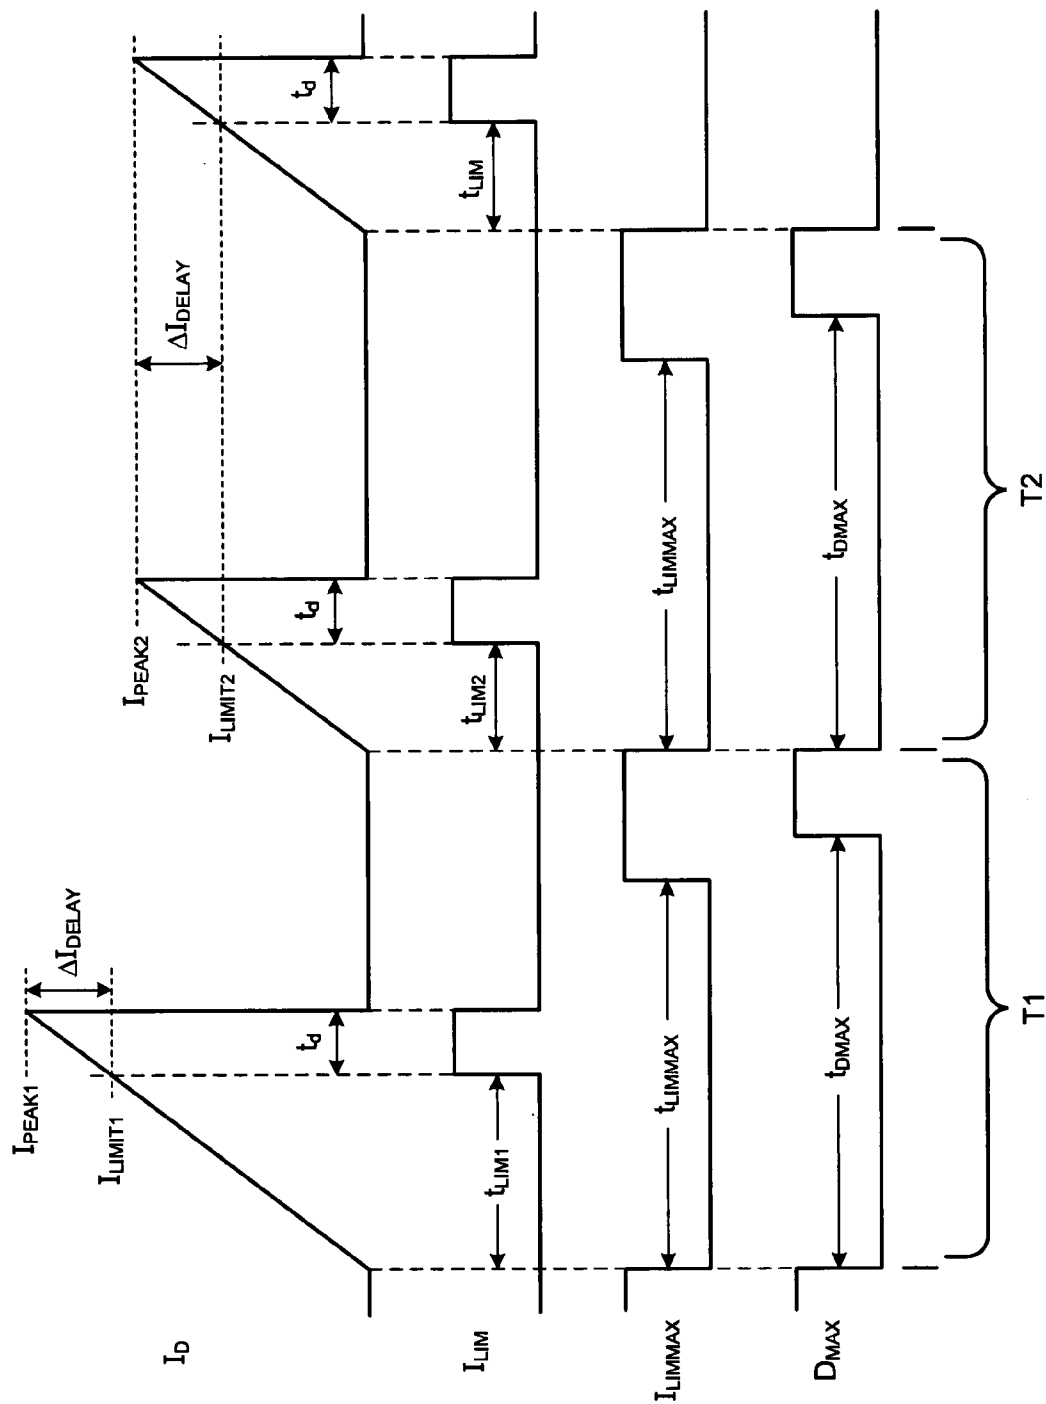 I_D
I_PEAK1
I_LIMIT1
ΔI_DELAY
t_d
I_PEAK2
I_LIMIT2
ΔI_DELAY
t_d
t_d
I_LIM
t_LIM1
t_LIM2
t_LIM
I_LIMMAX
t_LIMMAX
t_LIMMAX
D_MAX
t_DMAX
t_DMAX
T1
T2